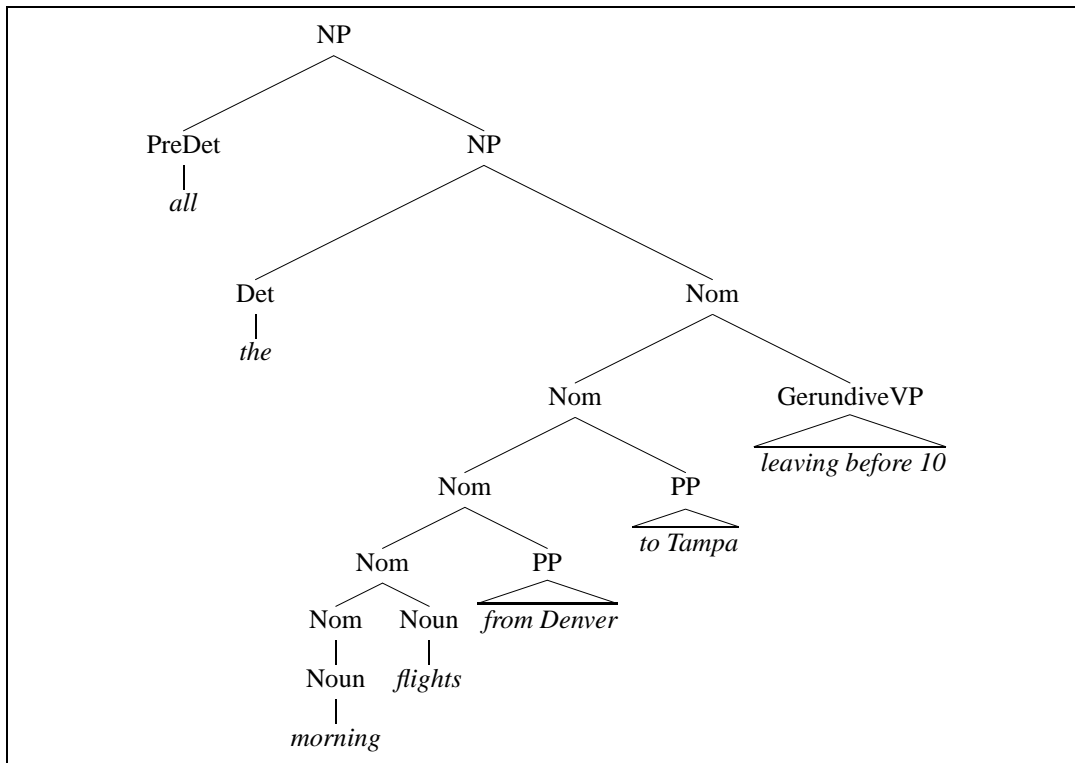 NP
PreDet NP
all
Det Nom
the
Nom GerundiveVP
leaving before 10
Nom PP
to Tampa
Nom PP
from Denver
Nom Noun
Noun flights
morning